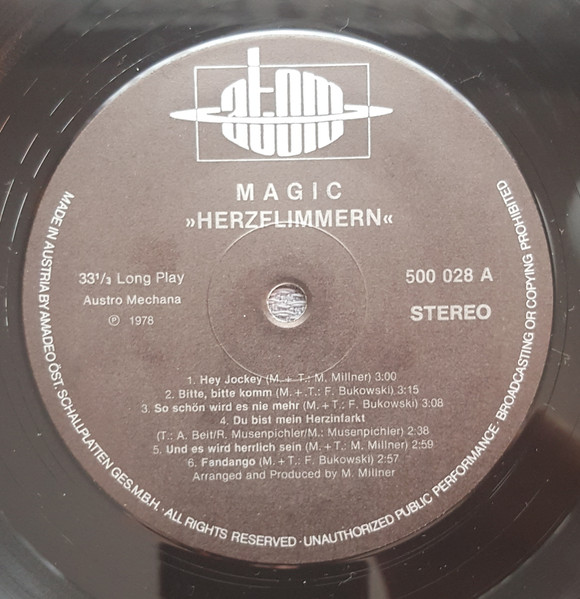 atom
MAGIC
»HERZFLIMMERN«
33⅓ Long Play
Austro Mechana
℗ 1978
500 028 A
STEREO
1. Hey Jockey (M. + T.: M. Millner) 3:00
2. Bitte, bitte komm (M. + .T.: F. Bukowski) 3:15
3. So schön wird es nie mehr (M. + T.: F. Bukowski) 3:08
4. Du bist mein Herzinfarkt
(T.: A. Beit/R. Musenpichler/M.: Musenpichler) 2:38
5. Und es wird herrlich sein (M. + T.: M. Millner) 2:59
6. Fandango (M. + T.: F. Bukowski) 2:57
Arranged and Produced by M. Millner
MADE IN AUSTRIA BY AMADEO ÖST. SCHALLPLATTEN GES.M.B.H. · ALL RIGHTS RESERVED · UNAUTHORIZED PUBLIC PERFORMANCE · BROADCASTING OR COPYING PROHIBITED